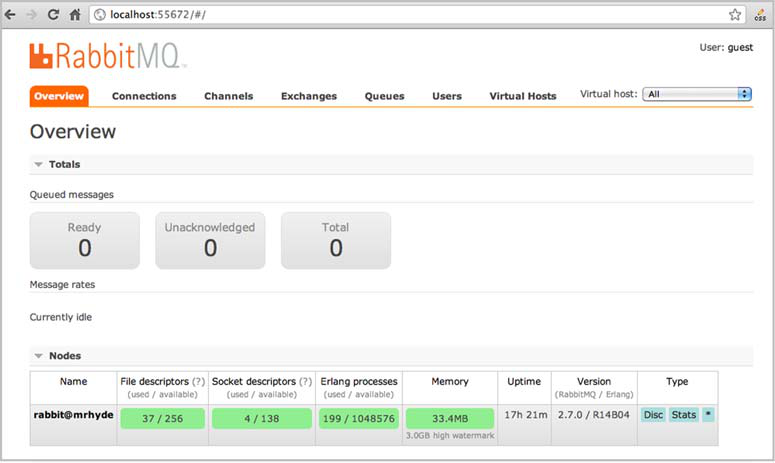 localhost:55672/#/
css
RabbitMQ
User: guest
Overview Connections Channels Exchanges Queues Users Virtual Hosts Virtual host: All
Overview
Totals
Queued messages
Ready Unacknowledged Total
0 0 0
Message rates
Currently idle
Nodes
Name File descriptors (?) Socket descriptors (?) Erlang processes Memory Uptime Version Type
(used / available) (used / available) (used / available) (RabbitMQ / Erlang)
rabbit@mrhyde 37 / 256 4 / 138 199 / 1048576 33.4MB 17h 21m 2.7.0 / R14B04 Disc Stats *
3.0GB high watermark